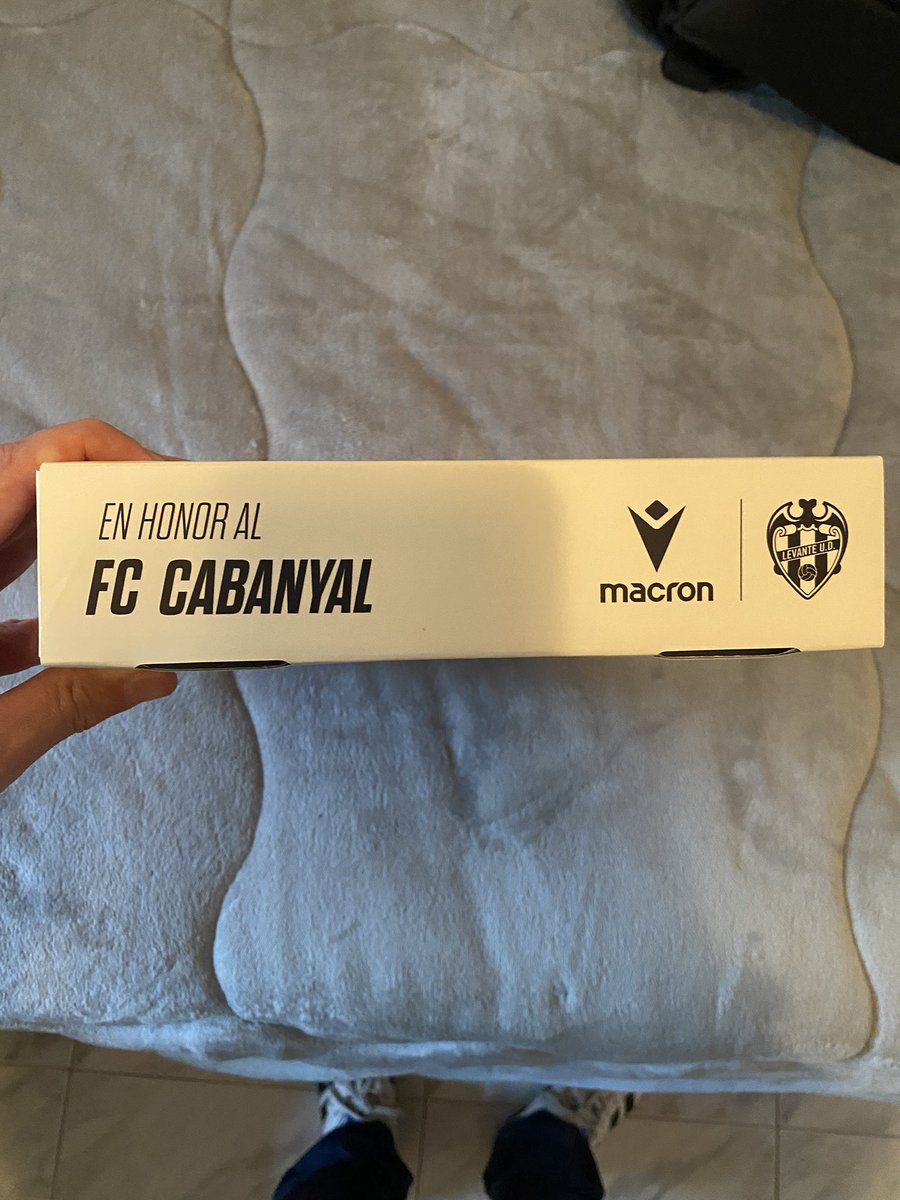 EN HONOR AL
FC CABANYAL
macron
LEVANTE U.D.